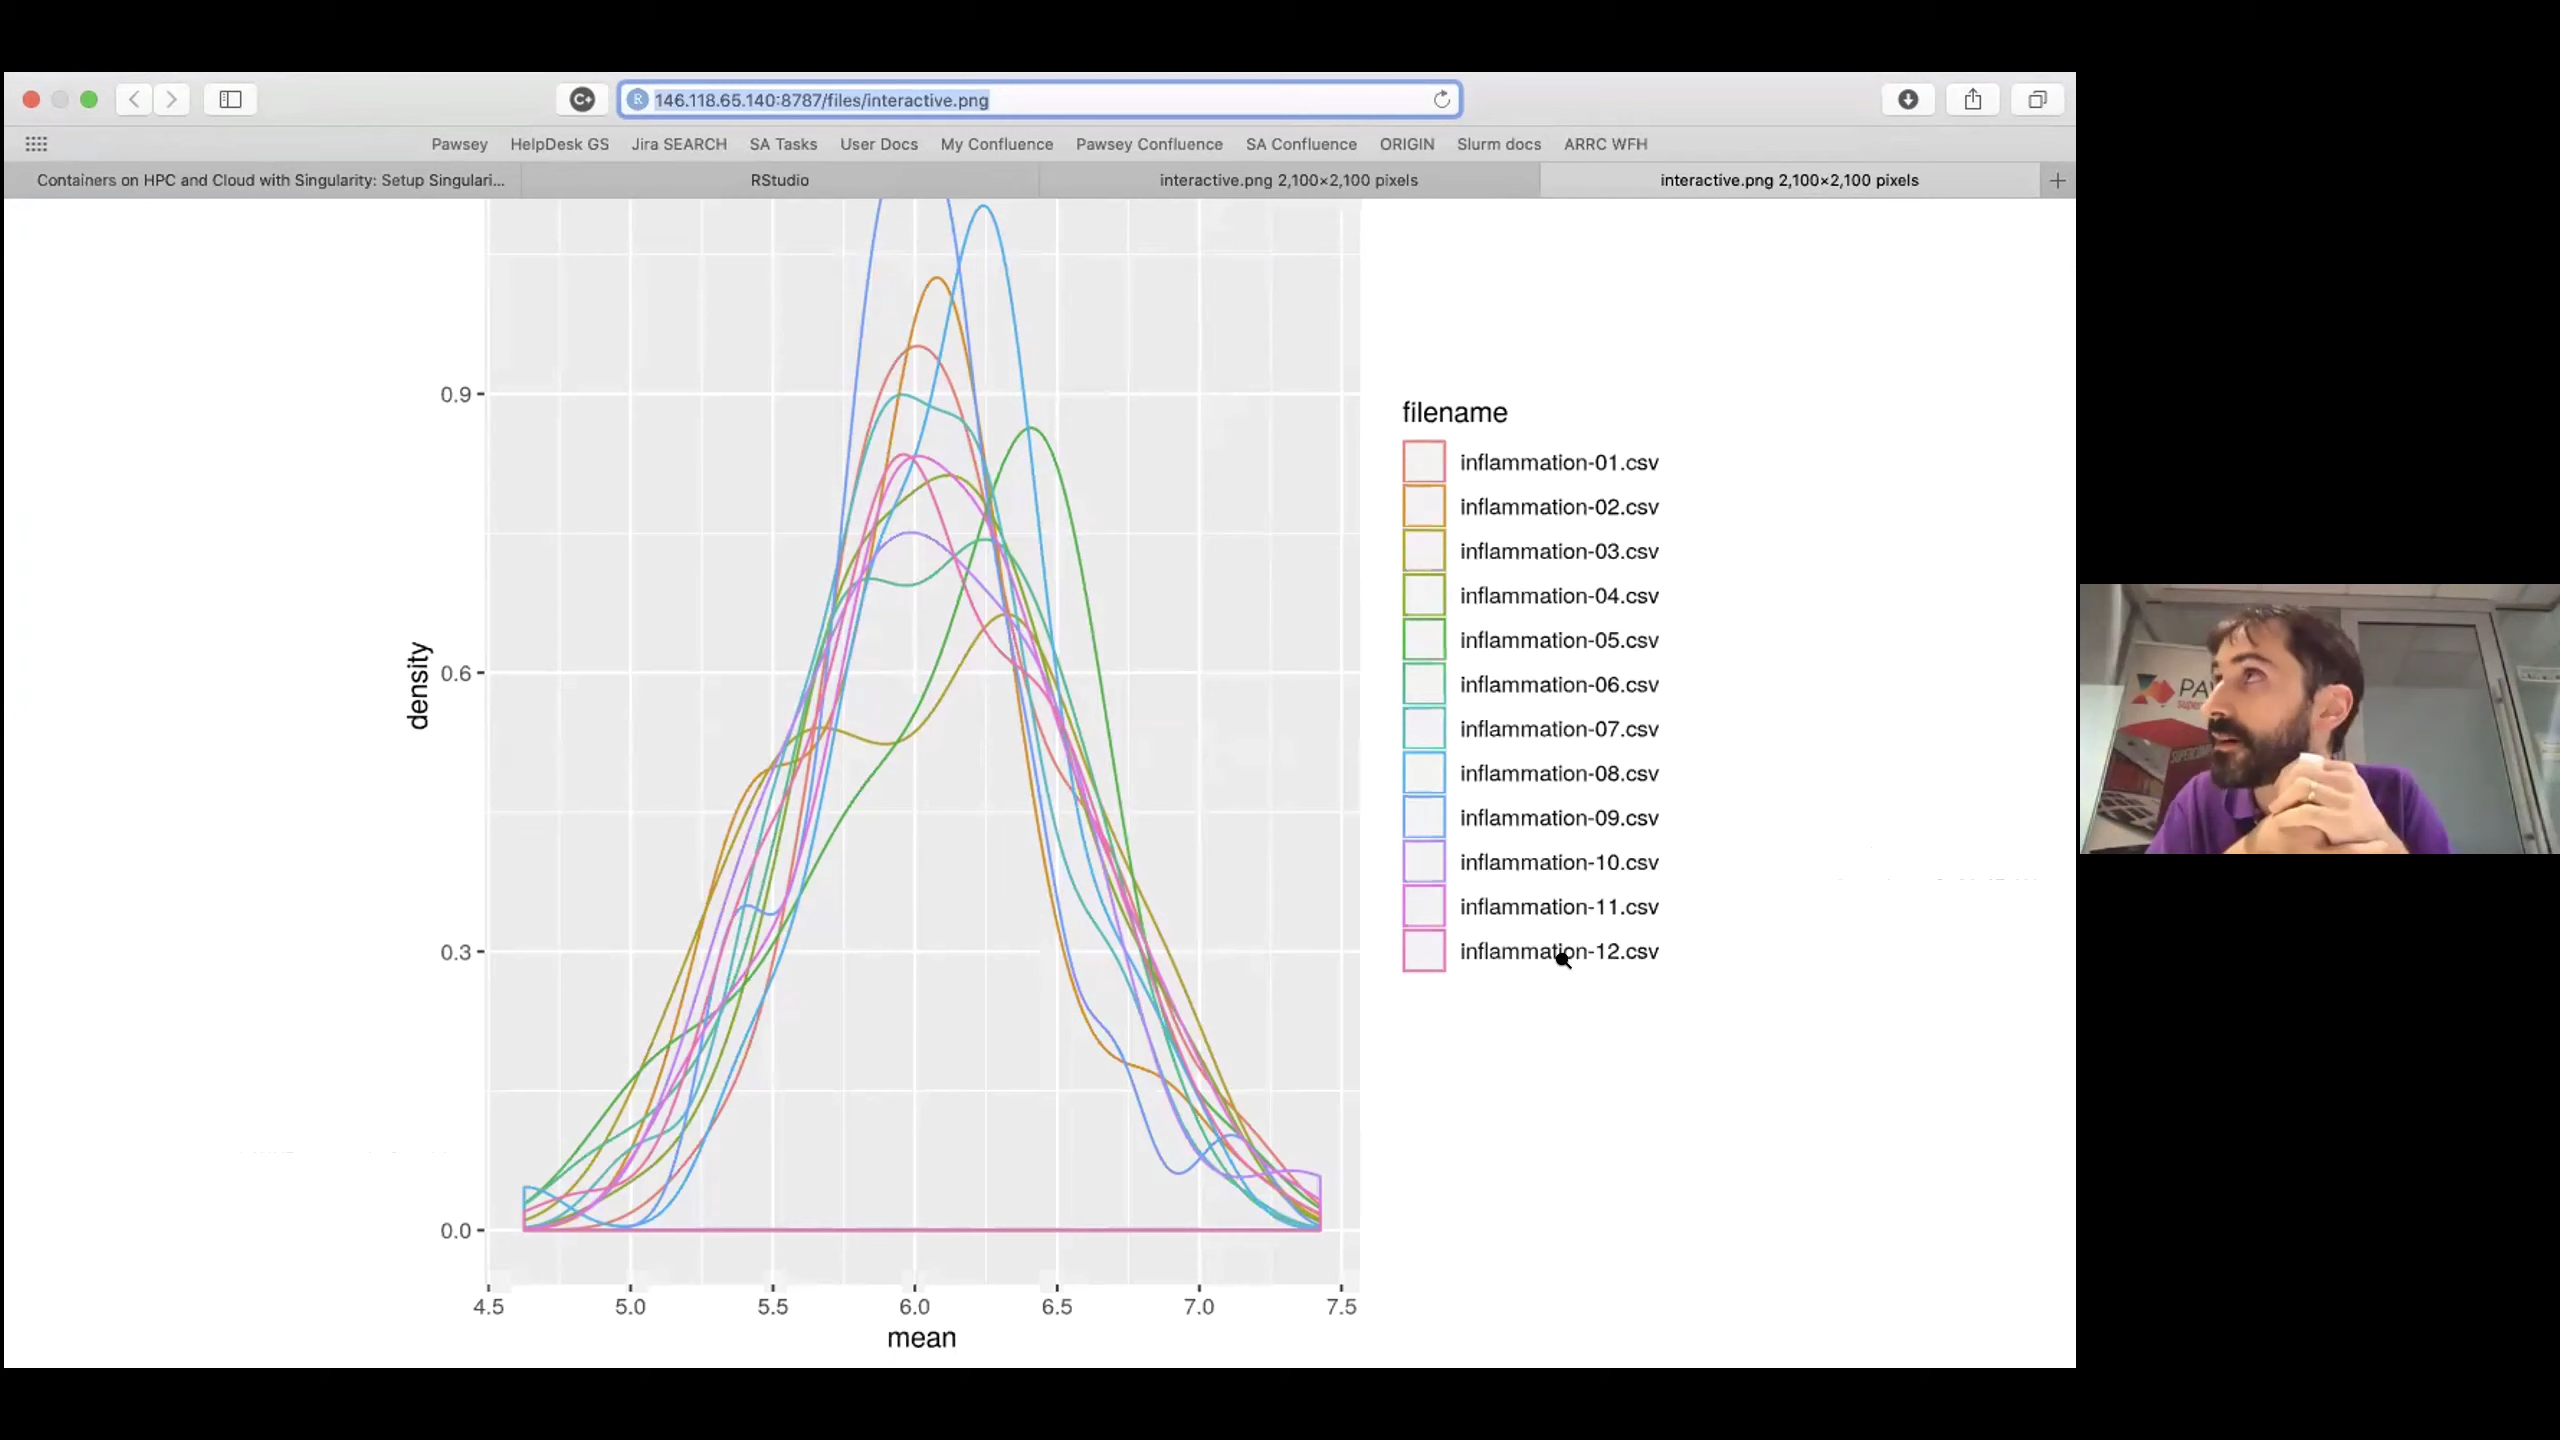 146.118.65.140:8787/files/interactive.png
Pawsey HelpDesk GS Jira SEARCH SA Tasks User Docs My Confluence Pawsey Confluence SA Confluence ORIGIN Slurm docs ARRC WFH
Containers on HPC and Cloud with Singularity: Setup Singulari... RStudio interactive.png 2,100×2,100 pixels interactive.png 2,100×2,100 pixels
density
0.9
0.6
0.3
0.0
4.5 5.0 5.5 6.0 6.5 7.0 7.5
mean
filename
inflammation-01.csv
inflammation-02.csv
inflammation-03.csv
inflammation-04.csv
inflammation-05.csv
inflammation-06.csv
inflammation-07.csv
inflammation-08.csv
inflammation-09.csv
inflammation-10.csv
inflammation-11.csv
inflammation-12.csv